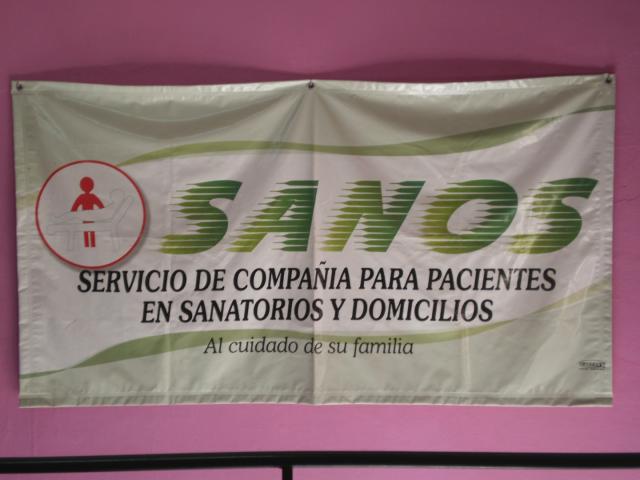 SANOS
SERVICIO DE COMPAÑIA PARA PACIENTES
EN SANATORIOS Y DOMICILIOS
Al cuidado de su familia